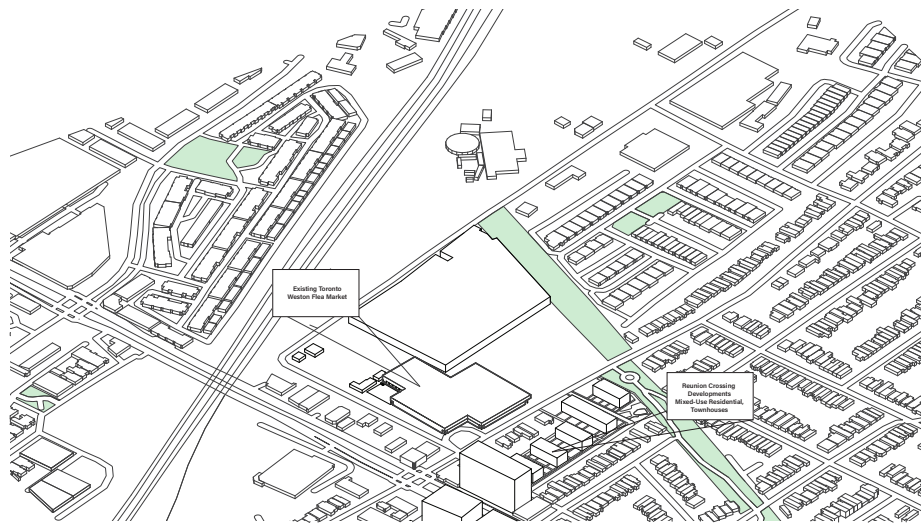 Existing Toronto
Weston Flea Market
Reunion Crossing
Developments
Mixed-Use Residential,
Townhouses